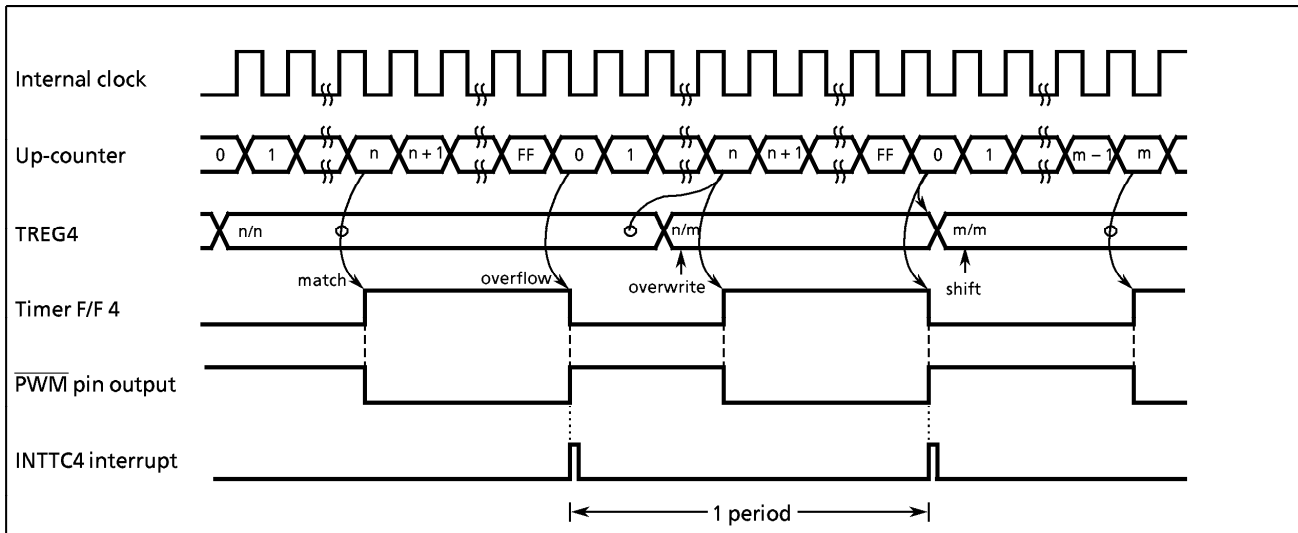 Internal clock
Up-counter
0 1 n n + 1 FF 0 1 n n + 1 FF 0 1 m − 1 m
TREG4
n/n n/m m/m
match overflow overwrite shift
Timer F/F 4
PWM pin output
INTTC4 interrupt
1 period